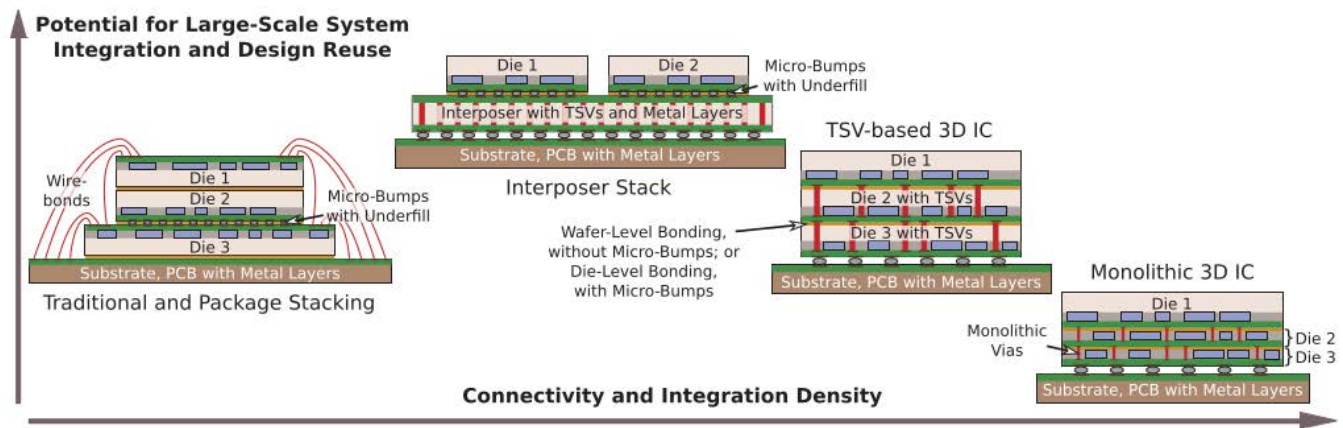 Potential for Large-Scale System
Integration and Design Reuse
Wire-
bonds
Die 1
Die 2
Die 3
Micro-Bumps
with Underfill
Substrate, PCB with Metal Layers
Traditional and Package Stacking
Die 1
Die 2
Micro-Bumps
with Underfill
Interposer with TSVs and Metal Layers
Substrate, PCB with Metal Layers
Interposer Stack
TSV-based 3D IC
Die 1
Die 2 with TSVs
Die 3 with TSVs
Wafer-Level Bonding,
without Micro-Bumps; or
Die-Level Bonding,
with Micro-Bumps
Substrate, PCB with Metal Layers
Monolithic 3D IC
Die 1
Die 2
Die 3
Monolithic
Vias
Substrate, PCB with Metal Layers
Connectivity and Integration Density